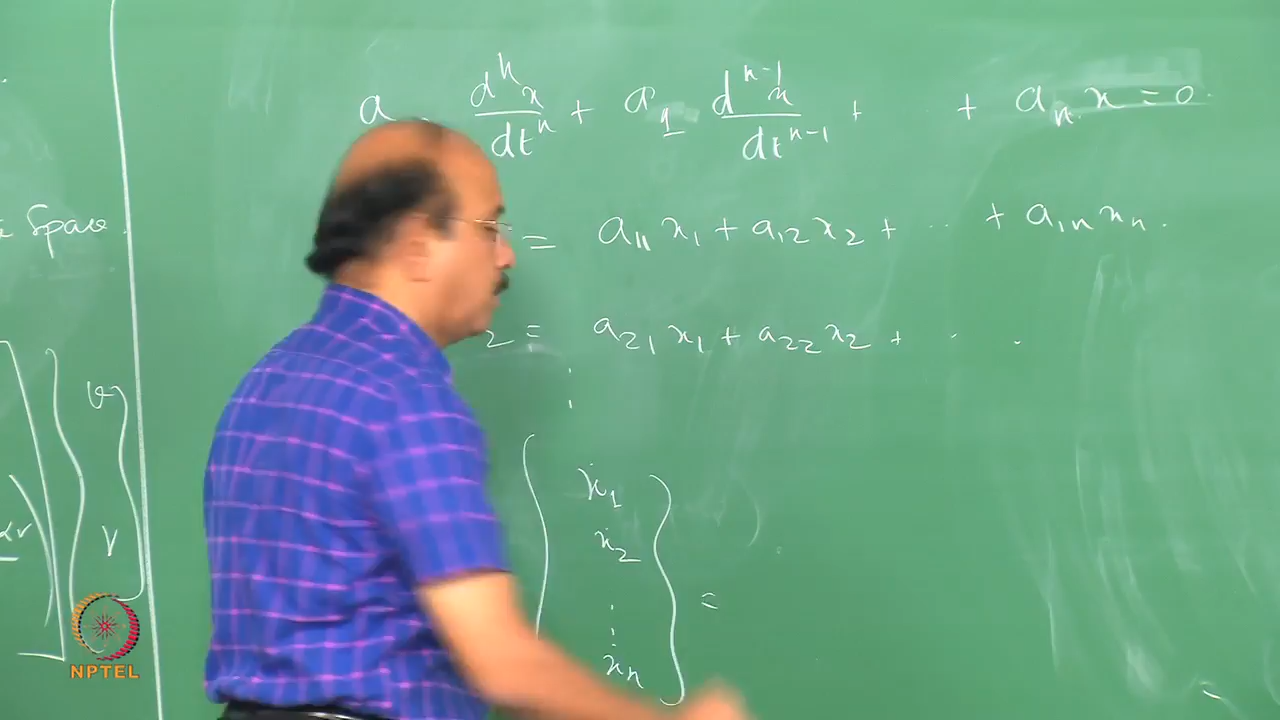 a d^n x / dt^n + a_1 d^{n-1} x / dt^{n-1} + .. + a_n x = 0.
= a_11 x_1 + a_12 x_2 + ... + a_1n x_n.
Space.
2 = a_21 x_1 + a_22 x_2 + . .
⋮
ẋ_1
ẋ_2
⋮
ẋ_n
=
NPTEL